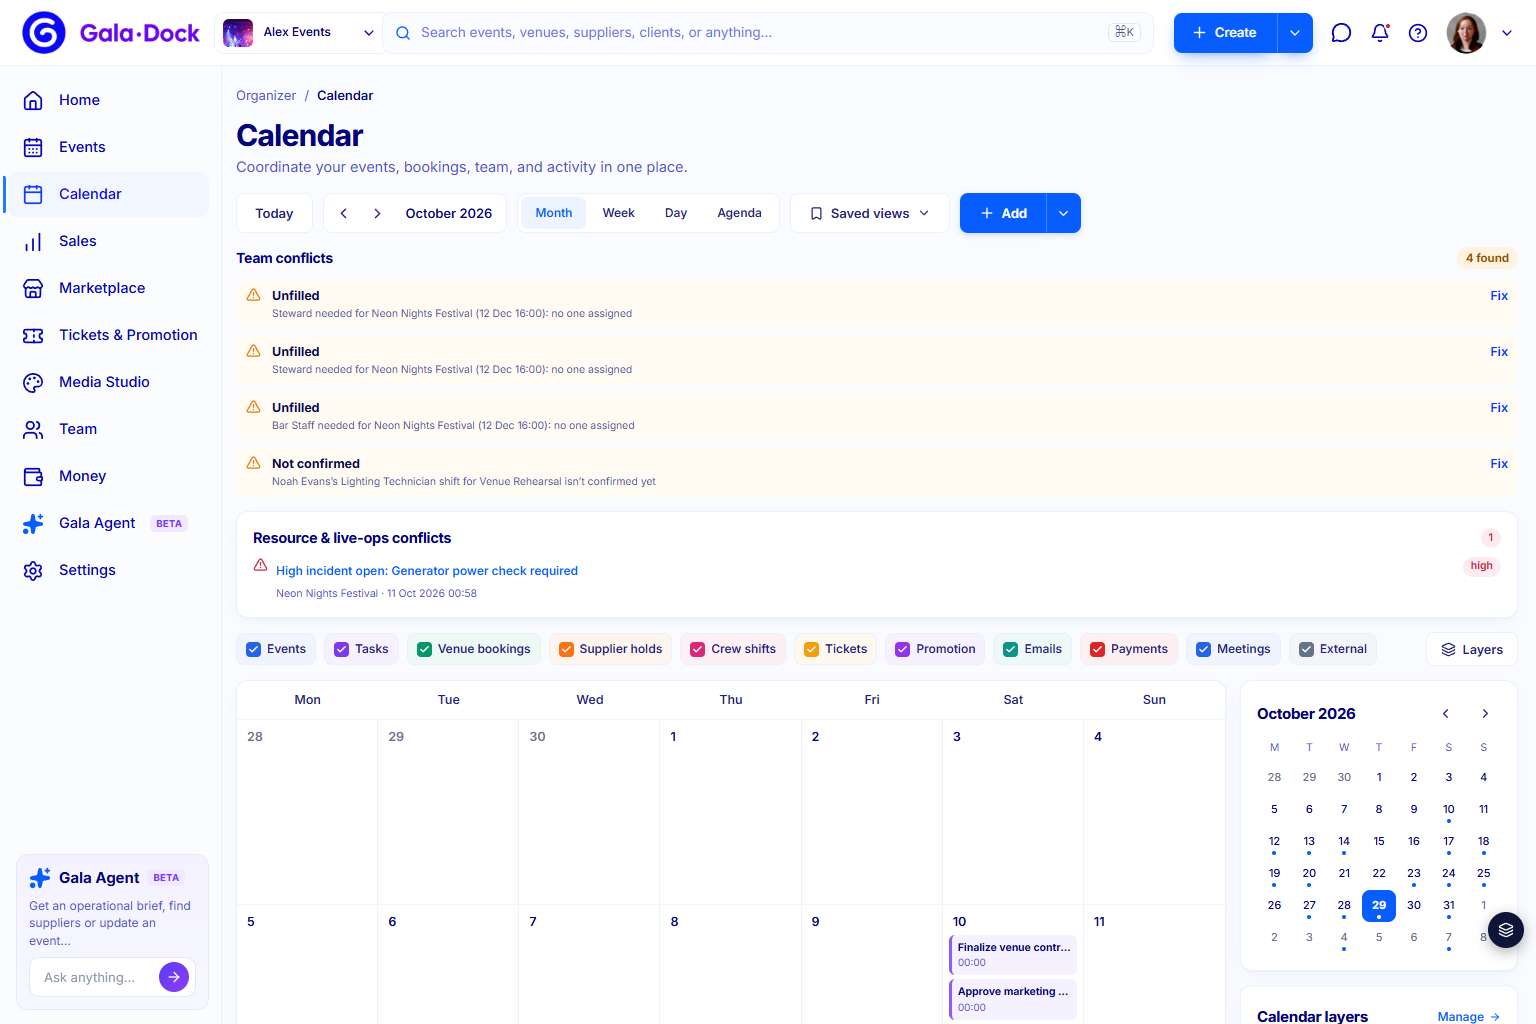 Gala·Dock
Alex Events
Search events, venues, suppliers, clients, or anything...
⌘K
Create
Home
Events
Calendar
Sales
Marketplace
Tickets & Promotion
Media Studio
Team
Money
Gala Agent BETA
Settings
Gala Agent BETA
Get an operational brief, find
suppliers or update an
event...
Ask anything...
Organizer / Calendar
Calendar
Coordinate your events, bookings, team, and activity in one place.
Today
October 2026
Month Week Day Agenda
Saved views
Add
Team conflicts
4 found
Unfilled
Fix
Steward needed for Neon Nights Festival (12 Dec 16:00): no one assigned
Unfilled
Fix
Steward needed for Neon Nights Festival (12 Dec 16:00): no one assigned
Unfilled
Fix
Bar Staff needed for Neon Nights Festival (12 Dec 16:00): no one assigned
Not confirmed
Fix
Noah Evans's Lighting Technician shift for Venue Rehearsal isn't confirmed yet
Resource & live-ops conflicts
1
High incident open: Generator power check required
high
Neon Nights Festival · 11 Oct 2026 00:58
Events Tasks Venue bookings Supplier holds Crew shifts Tickets Promotion Emails Payments Meetings External
Layers
Mon Tue Wed Thu Fri Sat Sun
28 29 30 1 2 3 4
5 6 7 8 9 10 11
Finalize venue contr...
00:00
Approve marketing ...
00:00
October 2026
M T W T F S S
28 29 30 1 2 3 4
5 6 7 8 9 10 11
12 13 14 15 16 17 18
19 20 21 22 23 24 25
26 27 28 29 30 31 1
2 3 4 5 6 7 8
Calendar layers
Manage →